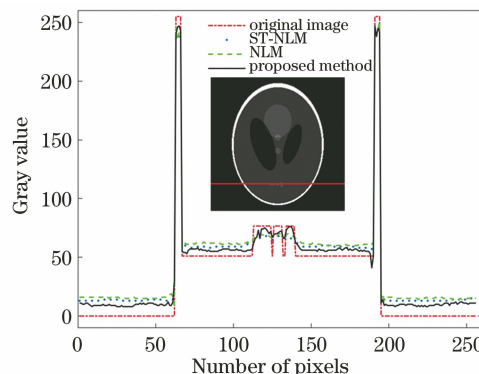 250
200
150
100
50
0
Gray value
original image
ST-NLM
NLM
proposed method
0 50 100 150 200 250
Number of pixels